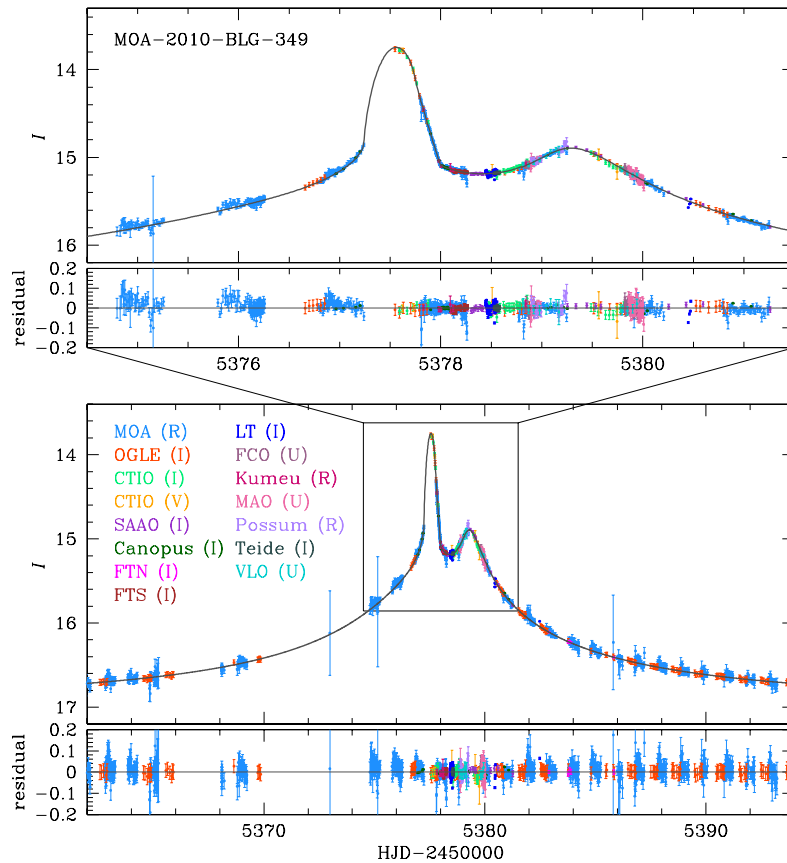 MOA-2010-BLG-349
14
15
16
I
0.2
0.1
0
-0.1
-0.2
residual
5376 5378 5380
MOA (R) LT (I)
OGLE (I) FCO (U)
CTIO (I) Kumeu (R)
CTIO (V) MAO (U)
SAAO (I) Possum (R)
Canopus (I) Teide (I)
FTN (I) VLO (U)
FTS (I)
14
15
16
17
I
0.2
0.1
0
-0.1
-0.2
residual
5370 5380 5390
HJD-2450000